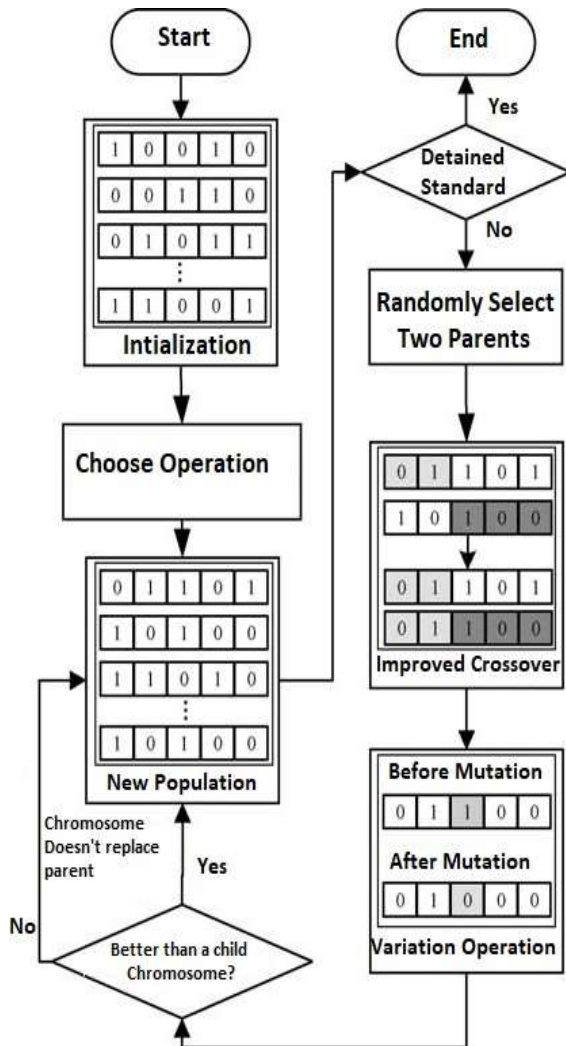 Start
1 0 0 1 0
0 0 1 1 0
0 1 0 1 1
⋮
1 1 0 0 1
Intialization
Choose Operation
0 1 1 0 1
1 0 1 0 0
1 1 0 1 0
⋮
1 0 1 0 0
New Population
Chromosome
Doesn't replace
parent
Yes
No
Better than a child
Chromosome?
End
Yes
Detained
Standard
No
Randomly Select
Two Parents
0 1 1 0 1
1 0 1 0 0
0 1 1 0 1
0 1 1 0 0
Improved Crossover
Before Mutation
0 1 1 0 0
After Mutation
0 1 0 0 0
Variation Operation